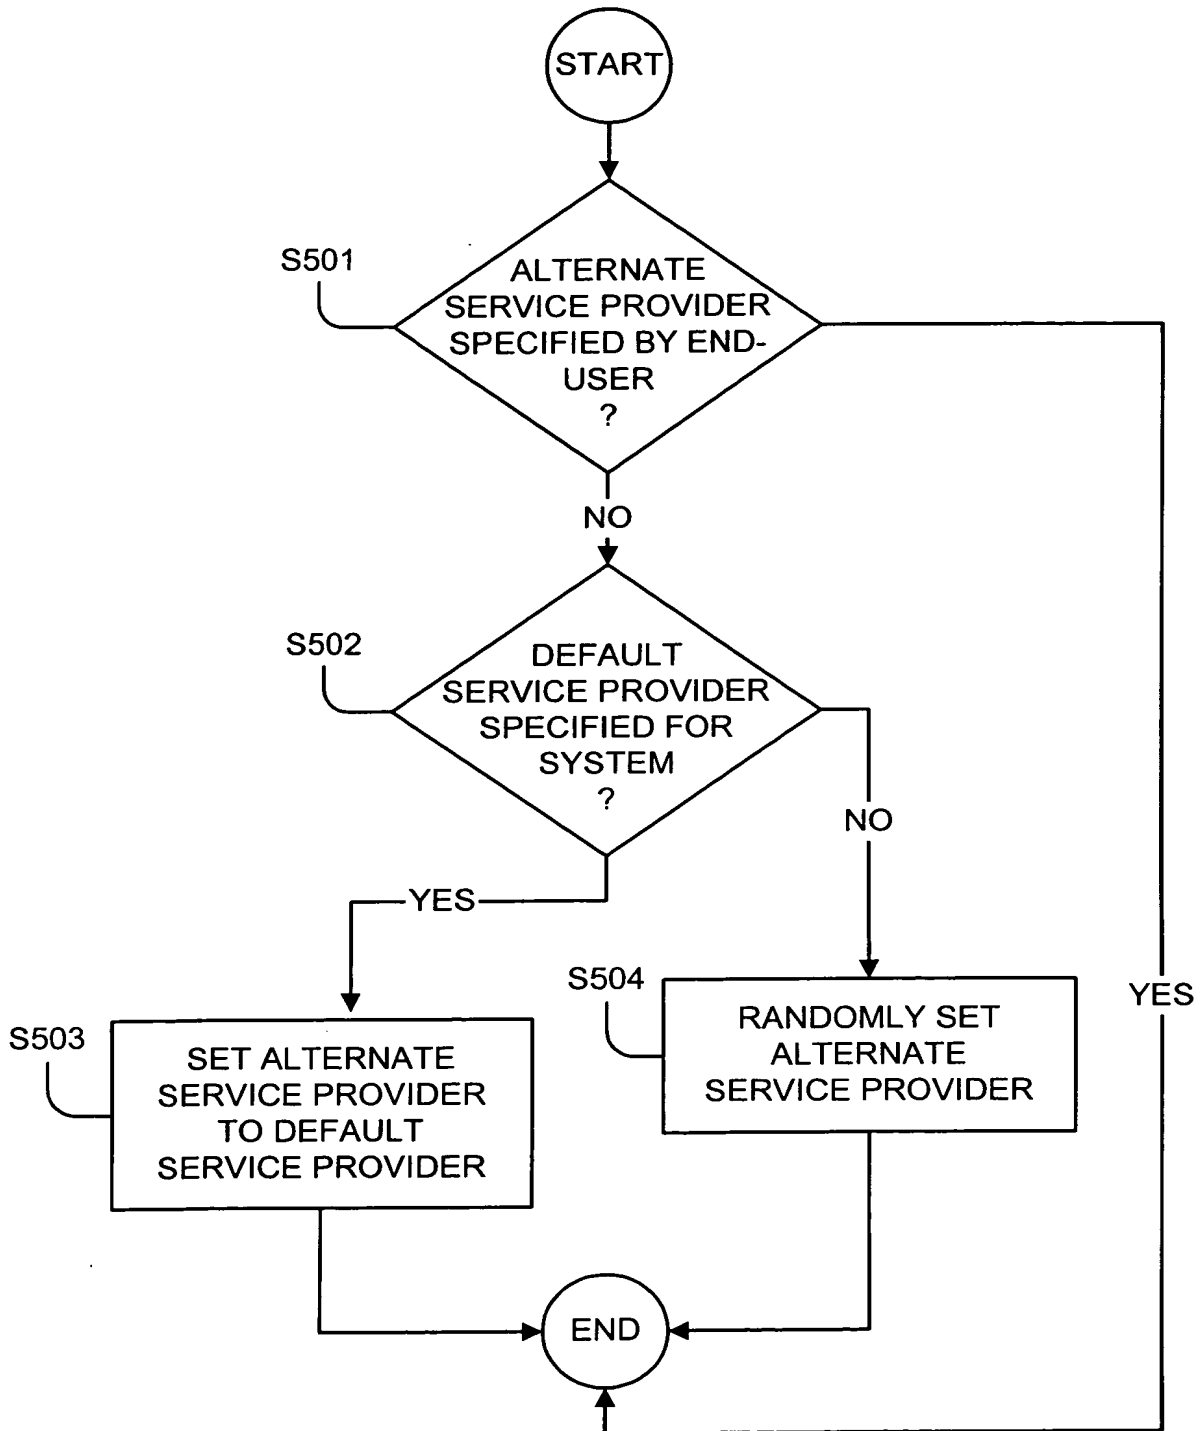 START
S501
ALTERNATE
SERVICE PROVIDER
SPECIFIED BY END-
USER
?
NO
S502
DEFAULT
SERVICE PROVIDER
SPECIFIED FOR
SYSTEM
?
NO
YES
S503
SET ALTERNATE
SERVICE PROVIDER
TO DEFAULT
SERVICE PROVIDER
S504
RANDOMLY SET
ALTERNATE
SERVICE PROVIDER
YES
END